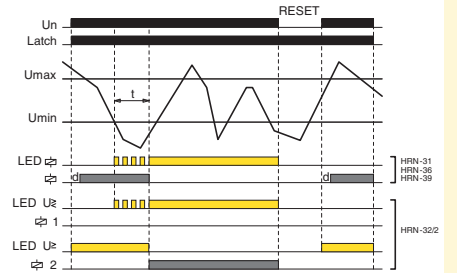 RESET
Un
Latch
Umax
t
Umin
LED
HRN-31
HRN-36
HRN-39
d
d
LED U≥
1
HRN-32/2
LED U≥
2